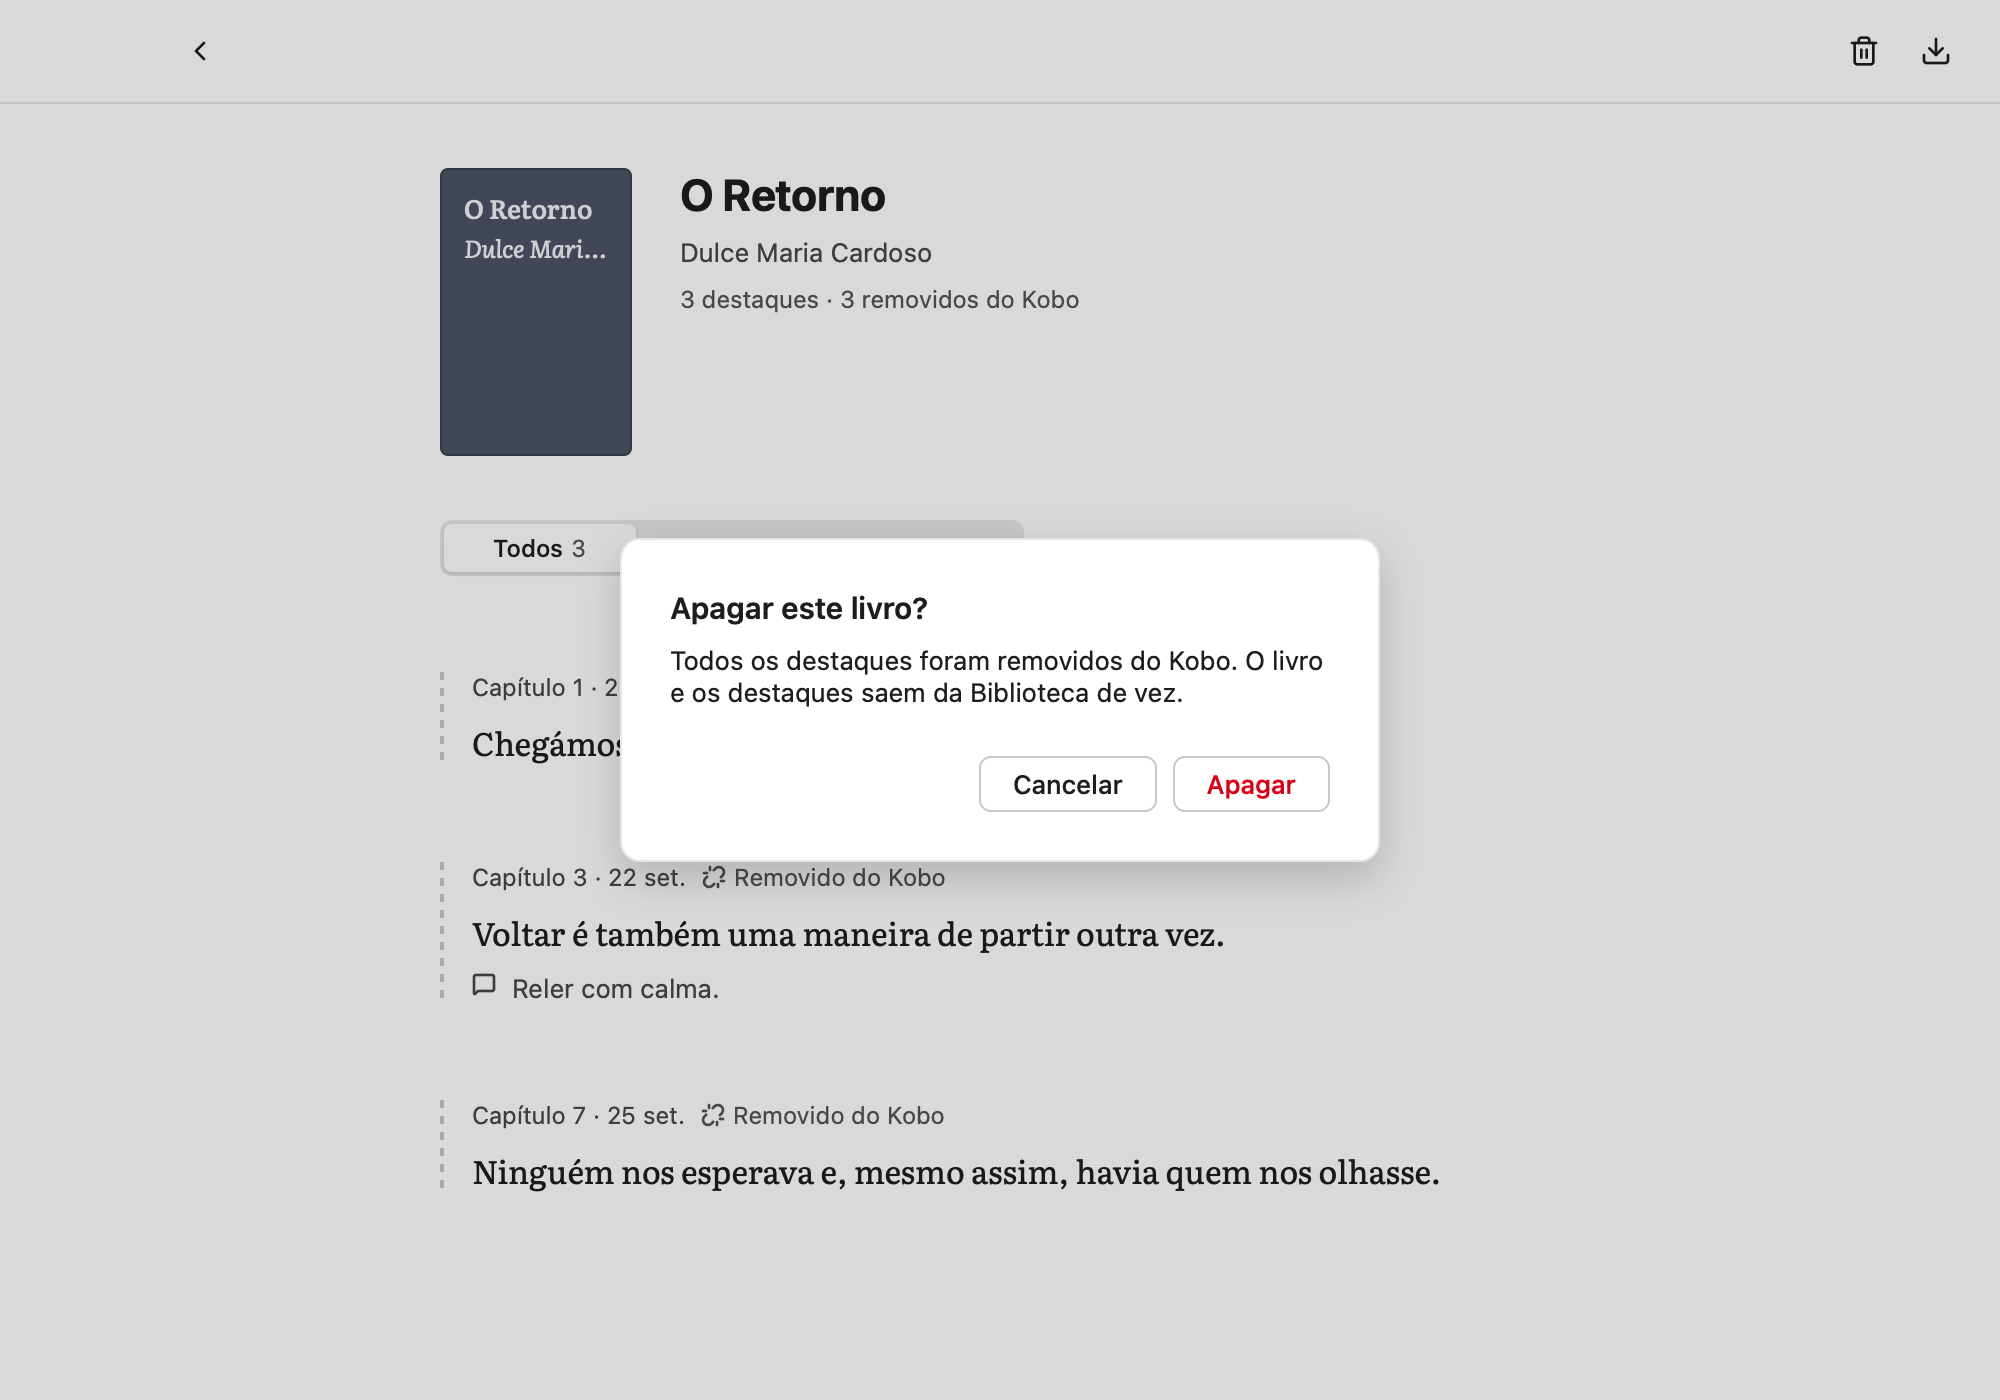 O Retorno
Dulce Mari...
O Retorno
Dulce Maria Cardoso
3 destaques · 3 removidos do Kobo
Todos 3
Apagar este livro?
Todos os destaques foram removidos do Kobo. O livro
e os destaques saem da Biblioteca de vez.
Cancelar
Apagar
Capítulo 1 · 2
Chegámos
Capítulo 3 · 22 set. Removido do Kobo
Voltar é também uma maneira de partir outra vez.
Reler com calma.
Capítulo 7 · 25 set. Removido do Kobo
Ninguém nos esperava e, mesmo assim, havia quem nos olhasse.